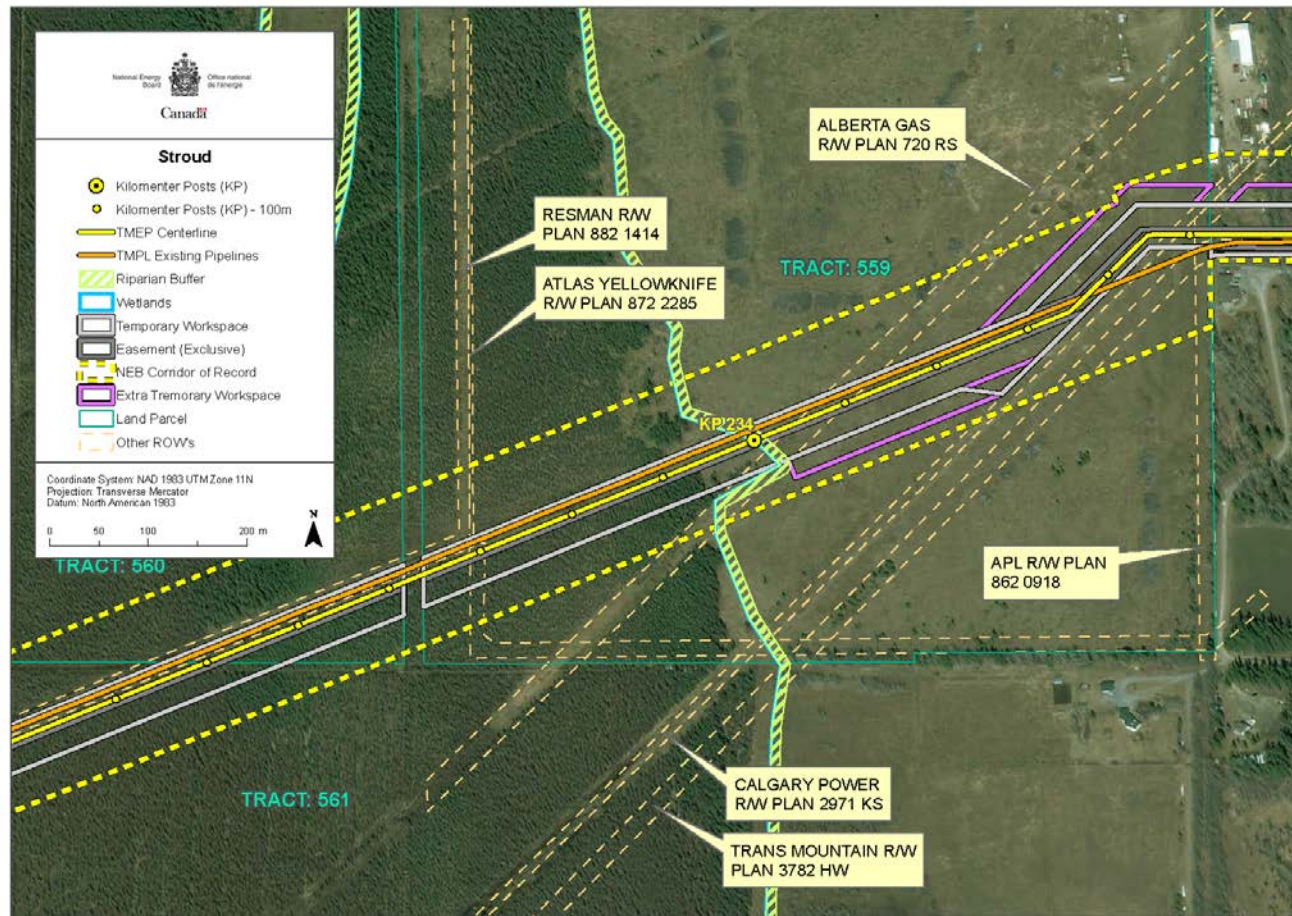 National Energy
Board
Office national
de l'énergie
Canada
Stroud
Kilomenter Posts (KP)
Kilomenter Posts (KP) - 100m
TMEP Centerline
TMPL Existing Pipelines
Riparian Buffer
Wetlands
Temporary Workspace
Easement (Exclusive)
NEB Corridor of Record
Extra Tremorary Workspace
Land Parcel
Other ROW's
Coordinate System: NAD 1983 UTM Zone 11N
Projection: Transverse Mercator
Datum: North American 1983
0 50 100 200 m
N
ALBERTA GAS
R/W PLAN 720 RS
RESMAN R/W
PLAN 882 1414
TRACT: 559
ATLAS YELLOWKNIFE
R/W PLAN 872 2285
KP 234
TRACT: 560
APL R/W PLAN
862 0918
TRACT: 561
CALGARY POWER
R/W PLAN 2971 KS
TRANS MOUNTAIN R/W
PLAN 3782 HW